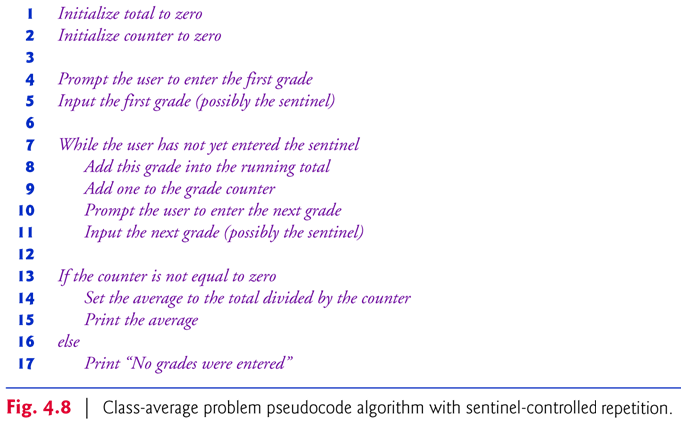 1 Initialize total to zero
2 Initialize counter to zero
3
4 Prompt the user to enter the first grade
5 Input the first grade (possibly the sentinel)
6
7 While the user has not yet entered the sentinel
8 Add this grade into the running total
9 Add one to the grade counter
10 Prompt the user to enter the next grade
11 Input the next grade (possibly the sentinel)
12
13 If the counter is not equal to zero
14 Set the average to the total divided by the counter
15 Print the average
16 else
17 Print “No grades were entered”
Fig. 4.8 | Class-average problem pseudocode algorithm with sentinel-controlled repetition.